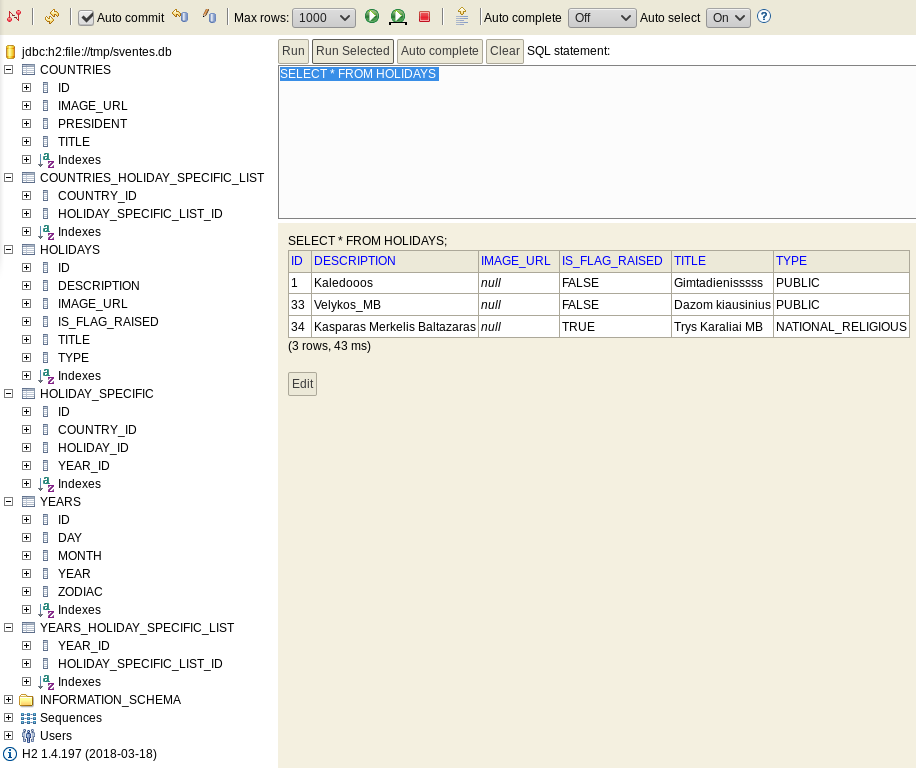 Auto commit Max rows: 1000 Auto complete Off Auto select On ?
jdbc:h2:file://tmp/sventes.db
COUNTRIES
ID
IMAGE_URL
PRESIDENT
TITLE
Indexes
COUNTRIES_HOLIDAY_SPECIFIC_LIST
COUNTRY_ID
HOLIDAY_SPECIFIC_LIST_ID
Indexes
HOLIDAYS
ID
DESCRIPTION
IMAGE_URL
IS_FLAG_RAISED
TITLE
TYPE
Indexes
HOLIDAY_SPECIFIC
ID
COUNTRY_ID
HOLIDAY_ID
YEAR_ID
Indexes
YEARS
ID
DAY
MONTH
YEAR
ZODIAC
Indexes
YEARS_HOLIDAY_SPECIFIC_LIST
YEAR_ID
HOLIDAY_SPECIFIC_LIST_ID
Indexes
INFORMATION_SCHEMA
Sequences
Users
H2 1.4.197 (2018-03-18)
Run Run Selected Auto complete Clear SQL statement:
SELECT * FROM HOLIDAYS
SELECT * FROM HOLIDAYS;
ID DESCRIPTION IMAGE_URL IS_FLAG_RAISED TITLE TYPE
1 Kaledooos null FALSE Gimtadienisssss PUBLIC
33 Velykos_MB null FALSE Dazom kiausinius PUBLIC
34 Kasparas Merkelis Baltazaras null TRUE Trys Karaliai MB NATIONAL_RELIGIOUS
(3 rows, 43 ms)
Edit